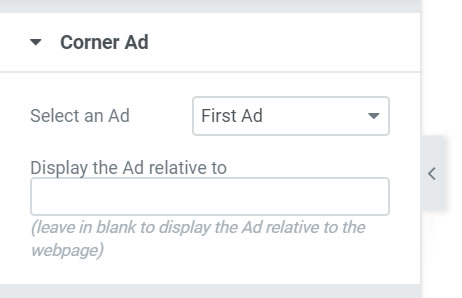 Corner Ad
Select an Ad
First Ad
Display the Ad relative to
(leave in blank to display the Ad relative to the
webpage)